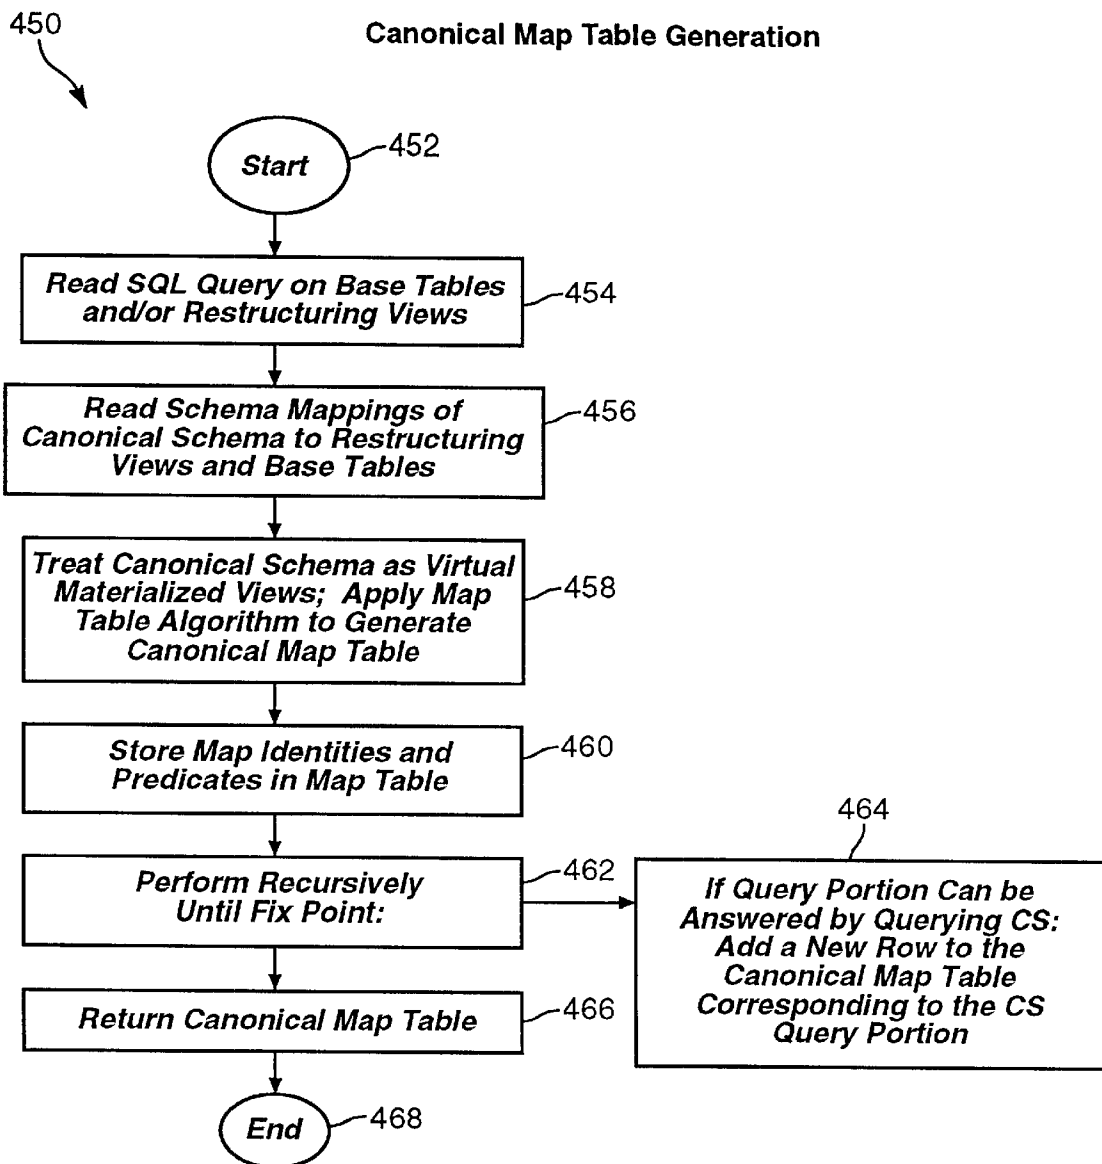 450
Canonical Map Table Generation
Start
452
Read SQL Query on Base Tables
and/or Restructuring Views
454
Read Schema Mappings of
Canonical Schema to Restructuring
Views and Base Tables
456
Treat Canonical Schema as Virtual
Materialized Views; Apply Map
Table Algorithm to Generate
Canonical Map Table
458
Store Map Identities and
Predicates in Map Table
460
Perform Recursively
Until Fix Point:
462
464
If Query Portion Can be
Answered by Querying CS:
Add a New Row to the
Canonical Map Table
Corresponding to the CS
Query Portion
Return Canonical Map Table
466
End
468